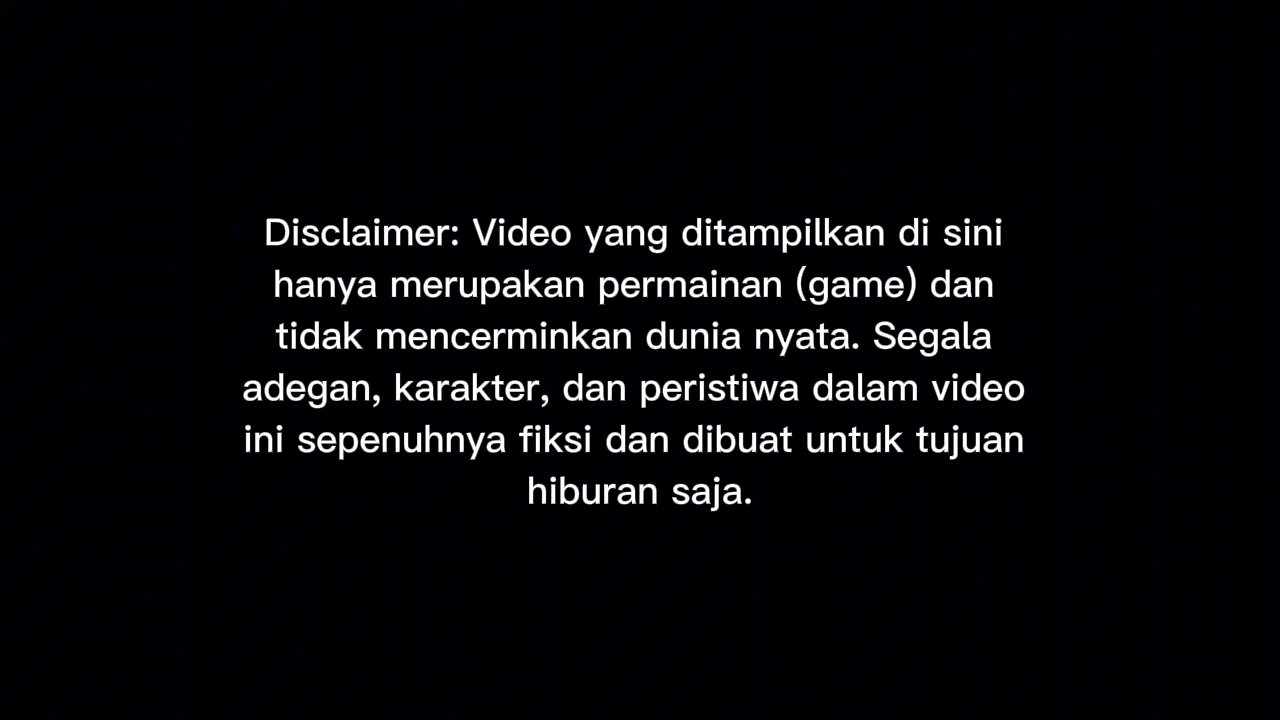 Disclaimer: Video yang ditampilkan di sini
hanya merupakan permainan (game) dan
tidak mencerminkan dunia nyata. Segala
adegan, karakter, dan peristiwa dalam video
ini sepenuhnya fiksi dan dibuat untuk tujuan
hiburan saja.